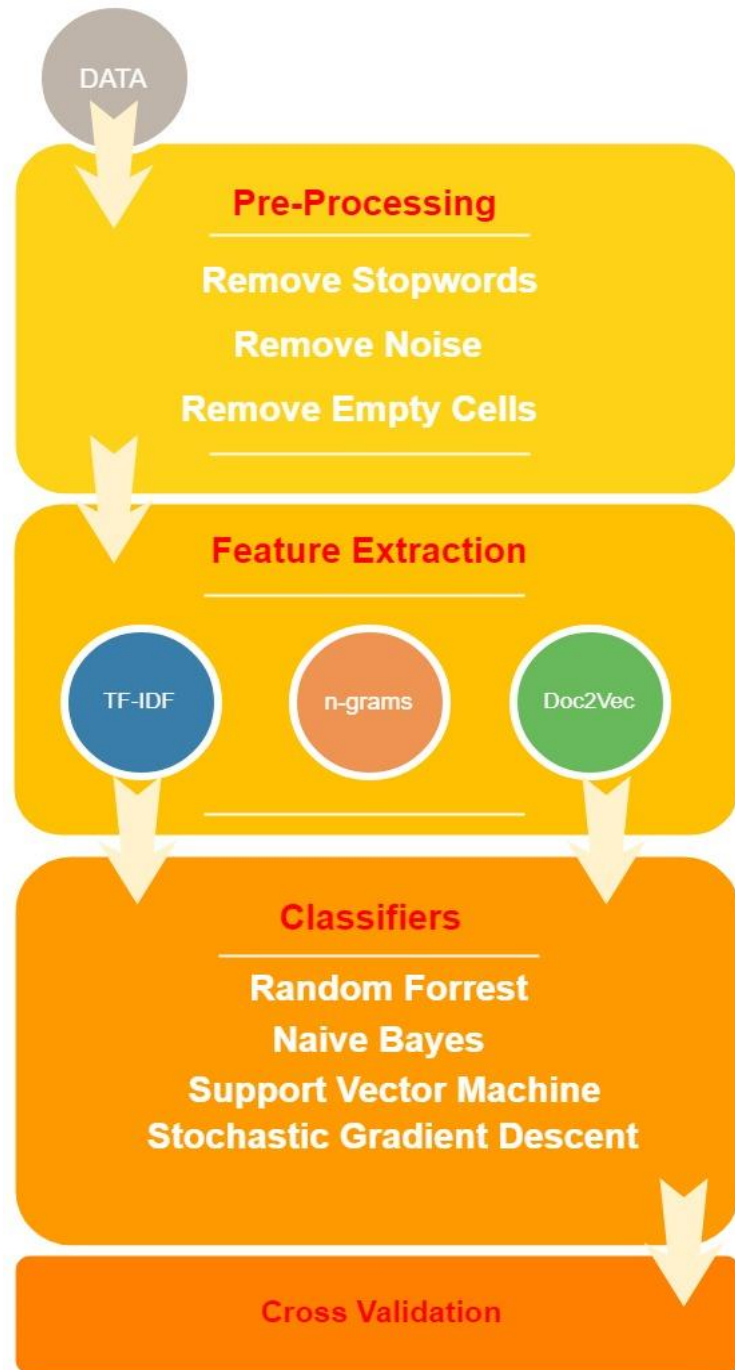 DATA
Pre-Processing
Remove Stopwords
Remove Noise
Remove Empty Cells
Feature Extraction
TF-IDF
n-grams
Doc2Vec
Classifiers
Random Forrest
Naive Bayes
Support Vector Machine
Stochastic Gradient Descent
Cross Validation